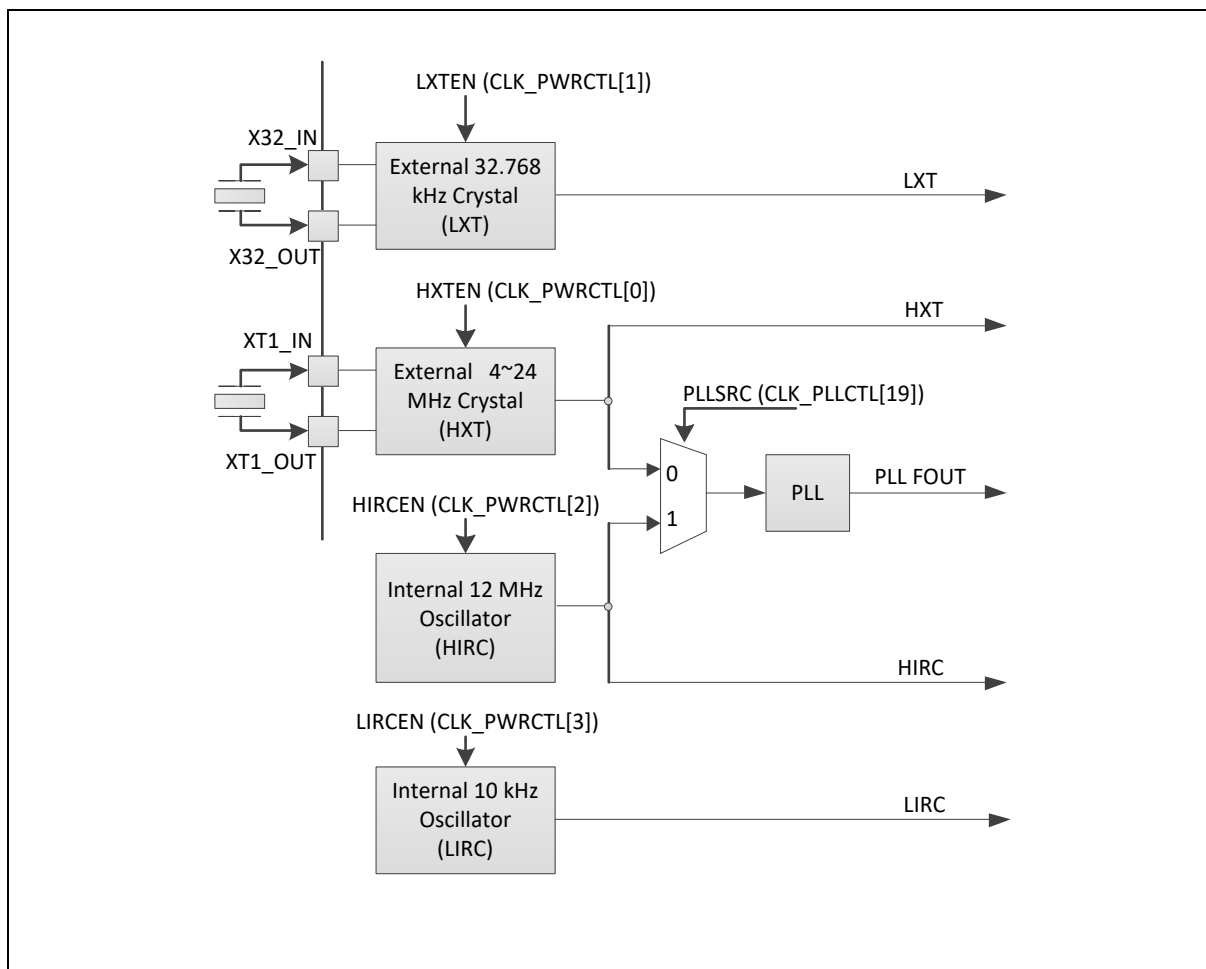 LXTEN (CLK_PWRCTL[1])
X32_IN
External 32.768
kHz Crystal
(LXT)
LXT
X32_OUT
HXTEN (CLK_PWRCTL[0])
HXT
XT1_IN
External 4~24
MHz Crystal
(HXT)
PLLSRC (CLK_PLLCTL[19])
XT1_OUT
0
1
PLL
PLL FOUT
HIRCEN (CLK_PWRCTL[2])
Internal 12 MHz
Oscillator
(HIRC)
HIRC
LIRCEN (CLK_PWRCTL[3])
Internal 10 kHz
Oscillator
(LIRC)
LIRC